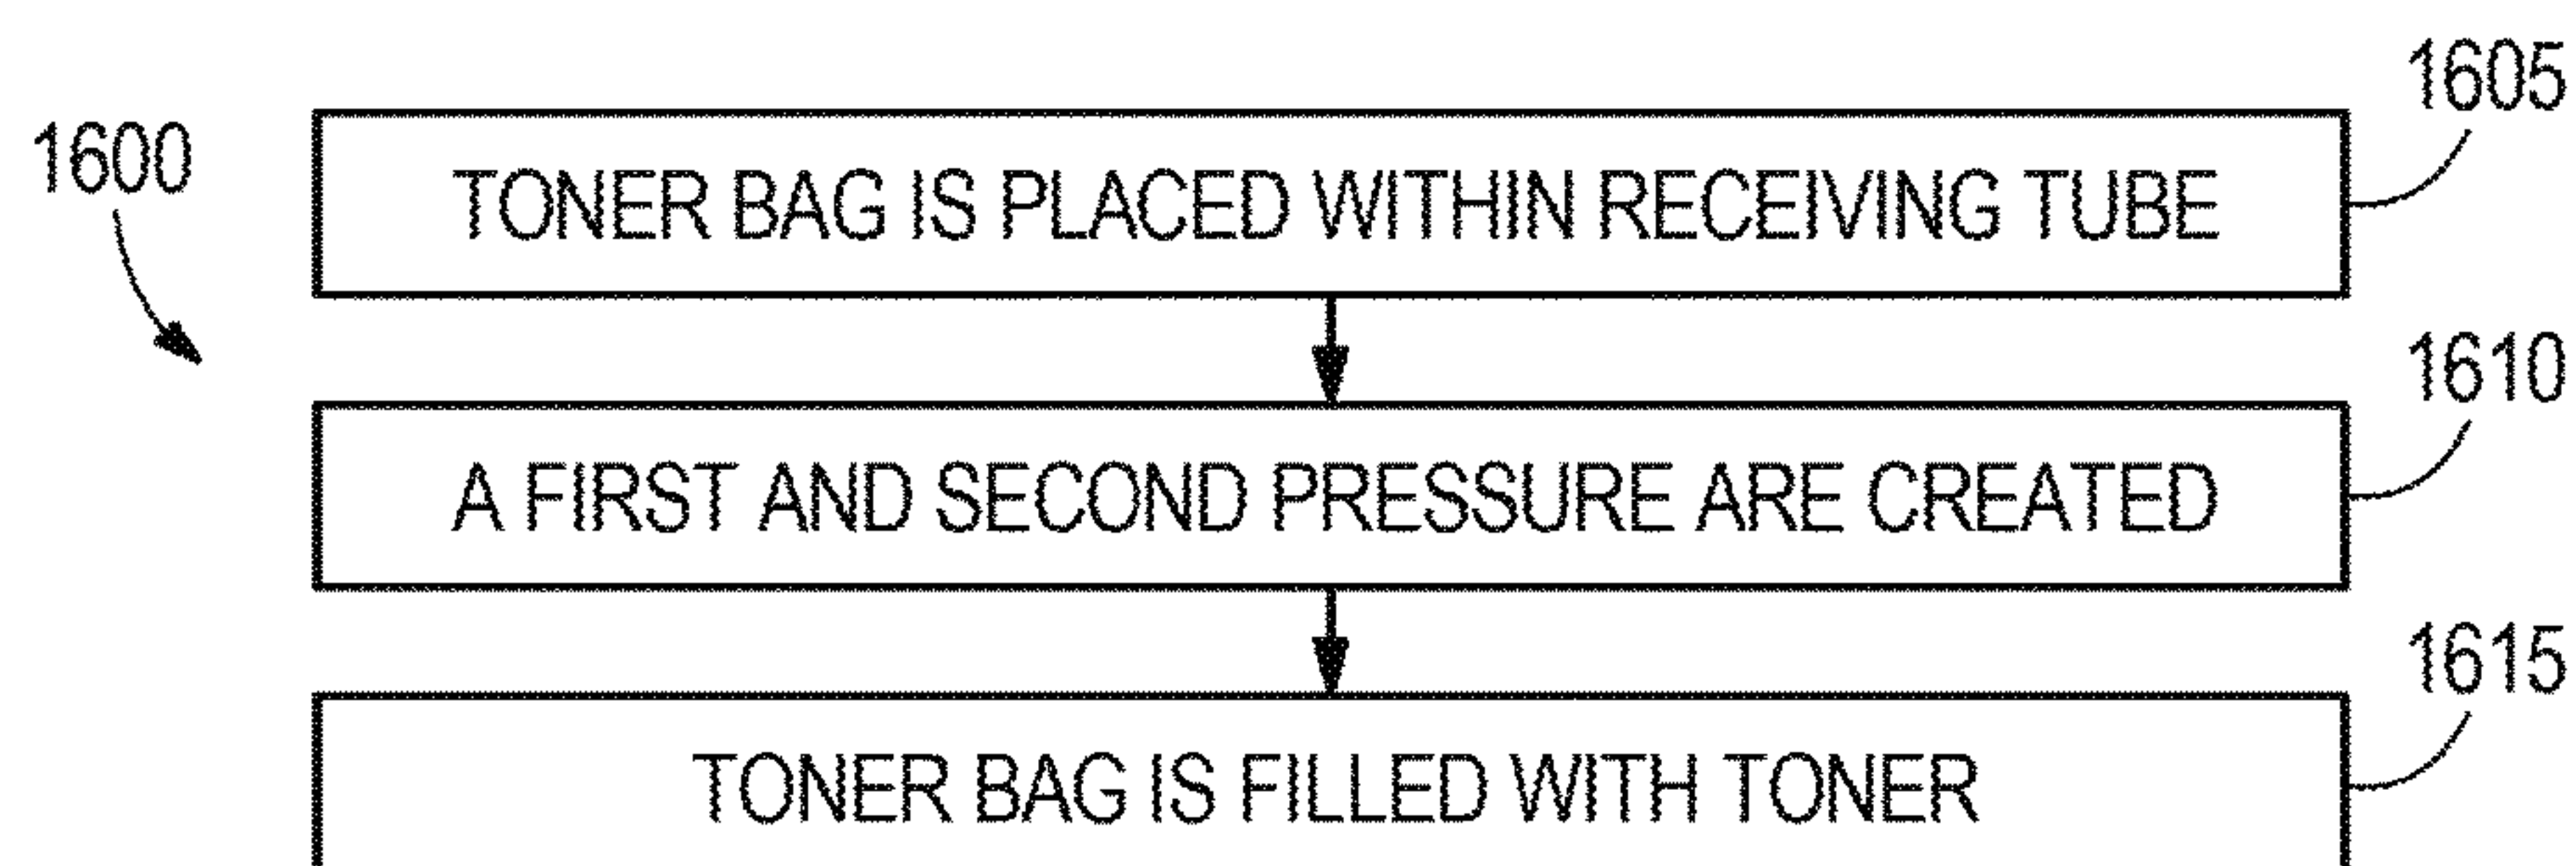 1605
1600
TONER BAG IS PLACED WITHIN RECEIVING TUBE
1610
A FIRST AND SECOND PRESSURE ARE CREATED
1615
TONER BAG IS FILLED WITH TONER